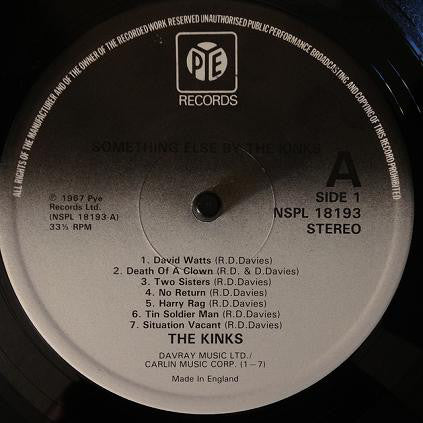 ALL RIGHTS OF THE MANUFACTURER AND OF THE OWNER OF THE RECORDED WORK RESERVED UNAUTHORISED PUBLIC PERFORMANCE BROADCASTING AND COPYING OF THIS RECORD PROHIBITED
PYE
RECORDS
SOMETHING ELSE BY THE KINKS
A
SIDE 1
NSPL 18193
STEREO
℗ 1967 Pye
Records Ltd.
(NSPL 18193 A)
33⅓ RPM
1. David Watts (R.D.Davies)
2. Death Of A Clown (R.D. & D.Davies)
3. Two Sisters (R.D.Davies)
4. No Return (R.D.Davies)
5. Harry Rag (R.D.Davies)
6. Tin Soldier Man (R.D.Davies)
7. Situation Vacant (R.D.Davies)
THE KINKS
DAVRAY MUSIC LTD./
CARLIN MUSIC CORP. (1–7)
Made In England